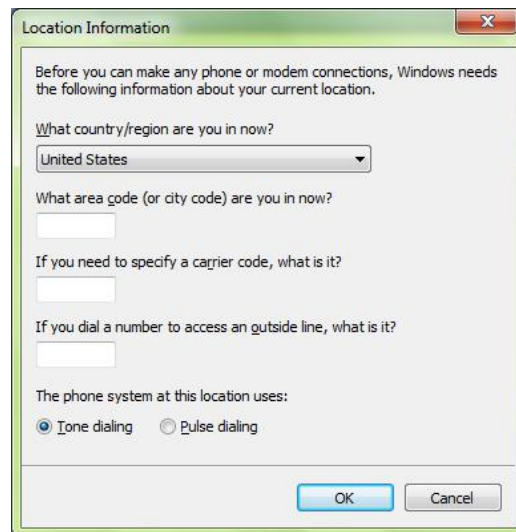 Location Information
Before you can make any phone or modem connections, Windows needs
the following information about your current location.
What country/region are you in now?
United States
What area code (or city code) are you in now?
If you need to specify a carrier code, what is it?
If you dial a number to access an outside line, what is it?
The phone system at this location uses:
Tone dialing Pulse dialing
OK Cancel